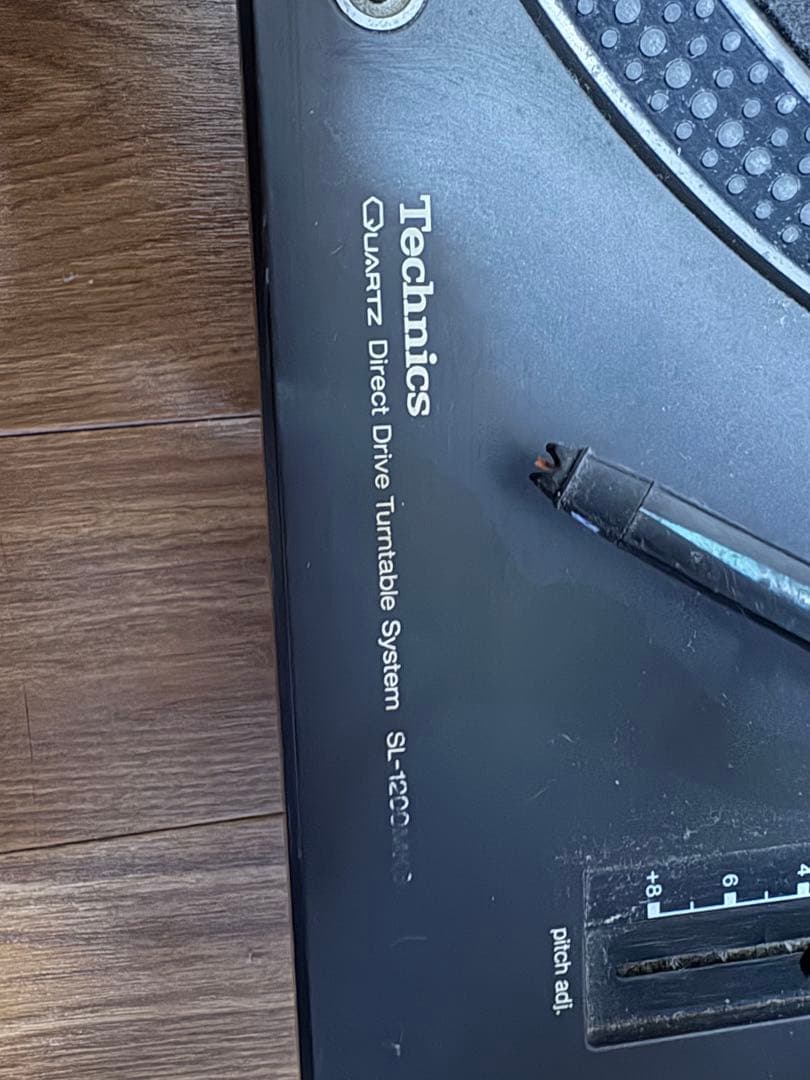 Technics
QUARTZ Direct Drive Turntable System SL-1200
pitch adj.
+8 6 4